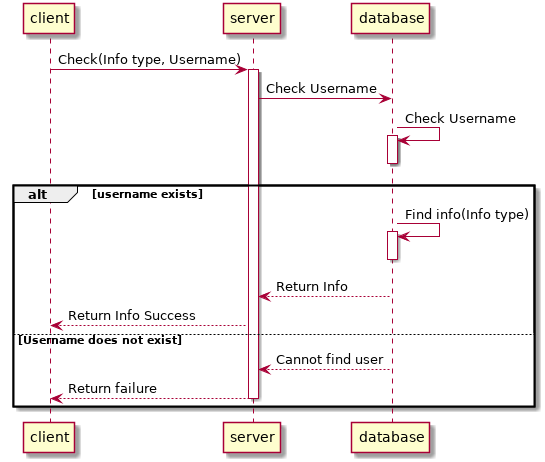 client server database
Check(Info type, Username)
Check Username
Check Username
alt [username exists]
Find info(Info type)
Return Info
Return Info Success
[Username does not exist]
Cannot find user
Return failure
client server database